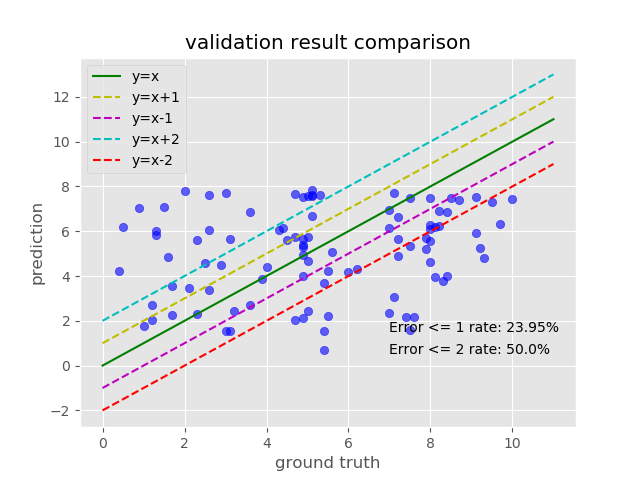 validation result comparison
y=x
y=x+1
y=x-1
y=x+2
y=x-2
12
10
8
6
4
2
0
−2
prediction
Error <= 1 rate: 23.95%
Error <= 2 rate: 50.0%
0
2
4
6
8
10
ground truth